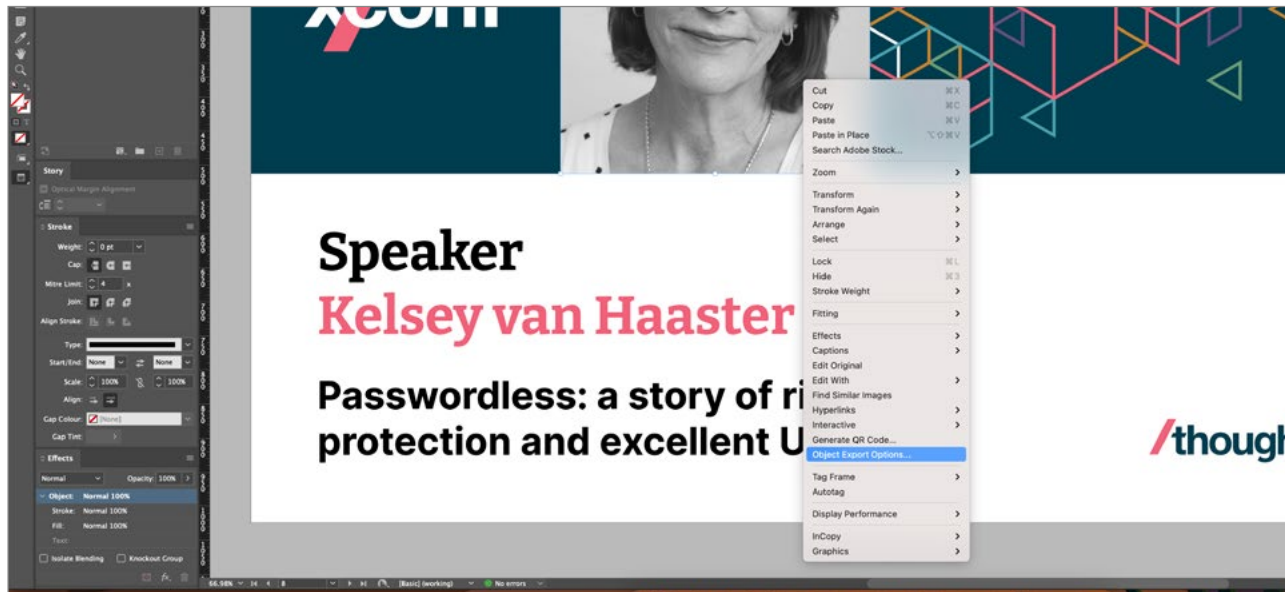 xcom
Story
Optical Margin Alignment
Stroke
Weight: 0 pt
Cap:
Mitre Limit: 4 x
Join:
Align Stroke:
Type:
Start/End: None None
Scale: 100% 100%
Align:
Gap Colour: [None]
Gap Tint:
Effects
Normal Opacity: 100%
Object: Normal 100%
Stroke: Normal 100%
Fill: Normal 100%
Text:
Isolate Blending Knockout Group
fx.
Speaker
Kelsey van Haaster
Passwordless: a story of ri
protection and excellent U
/though
Cut ⌘X
Copy ⌘C
Paste ⌘V
Paste in Place ⌥⇧⌘V
Search Adobe Stock...
Zoom
Transform
Transform Again
Arrange
Select
Lock ⌘L
Hide ⌘3
Stroke Weight
Fitting
Effects
Captions
Edit Original
Edit With
Find Similar Images
Hyperlinks
Interactive
Generate QR Code...
Object Export Options...
Tag Frame
Autotag
Display Performance
InCopy
Graphics
66.98% 8 [Basic] (working) No errors